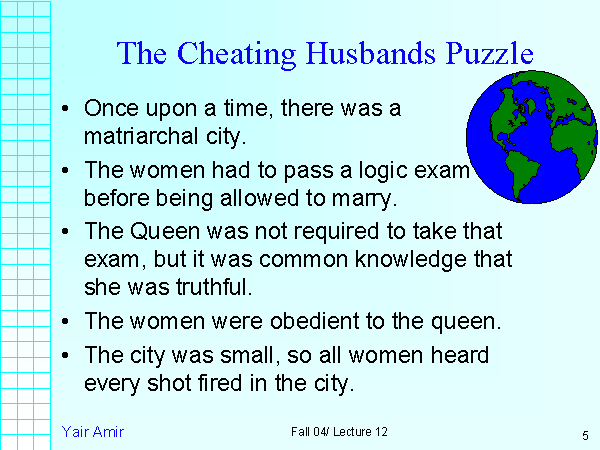 The Cheating Husbands Puzzle
• Once upon a time, there was a
matriarchal city.
• The women had to pass a logic exam
before being allowed to marry.
• The Queen was not required to take that
exam, but it was common knowledge that
she was truthful.
• The women were obedient to the queen.
• The city was small, so all women heard
every shot fired in the city.
Yair Amir
Fall 04/ Lecture 12
5